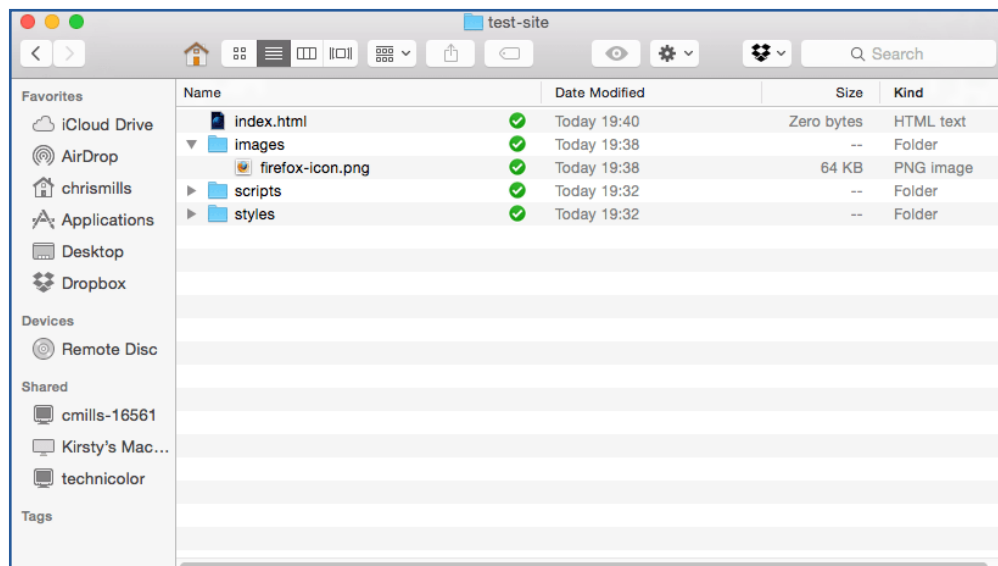 test-site
Search
Favorites
iCloud Drive
AirDrop
chrismills
Applications
Desktop
Dropbox
Devices
Remote Disc
Shared
cmills-16561
Kirsty's Mac...
technicolor
Tags
Name Date Modified Size Kind
index.html Today 19:40 Zero bytes HTML text
images Today 19:38 -- Folder
firefox-icon.png Today 19:38 64 KB PNG image
scripts Today 19:32 -- Folder
styles Today 19:32 -- Folder